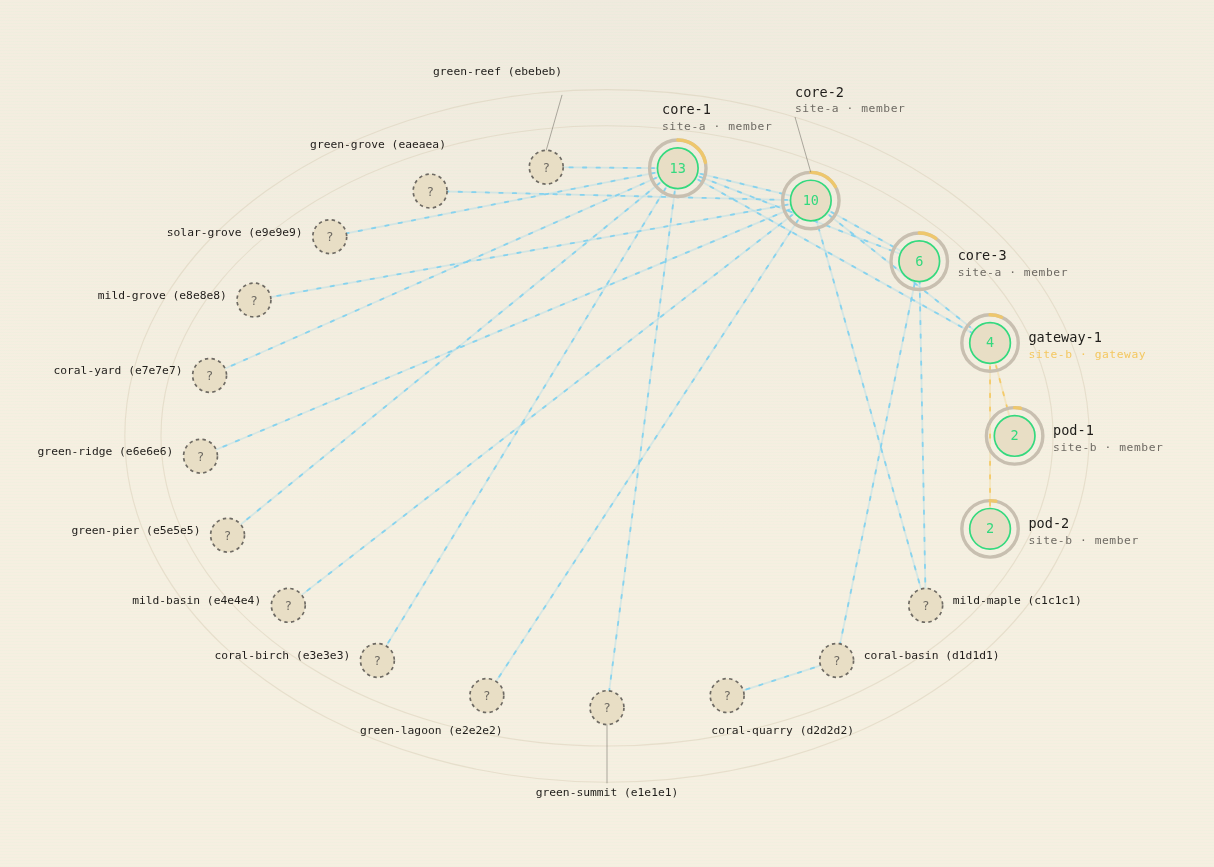 green-reef (ebebeb)
core-2
site-a · member
core-1
site-a · member
green-grove (eaeaea)
?
13
?
10
solar-grove (e9e9e9)
?
core-3
site-a · member
6
mild-grove (e8e8e8)
?
gateway-1
site-b · gateway
4
coral-yard (e7e7e7)
?
pod-1
site-b · member
2
green-ridge (e6e6e6)
?
pod-2
site-b · member
2
green-pier (e5e5e5)
?
mild-basin (e4e4e4)
?
?
mild-maple (c1c1c1)
coral-birch (e3e3e3)
?
?
coral-basin (d1d1d1)
?
?
?
green-lagoon (e2e2e2)
coral-quarry (d2d2d2)
green-summit (e1e1e1)